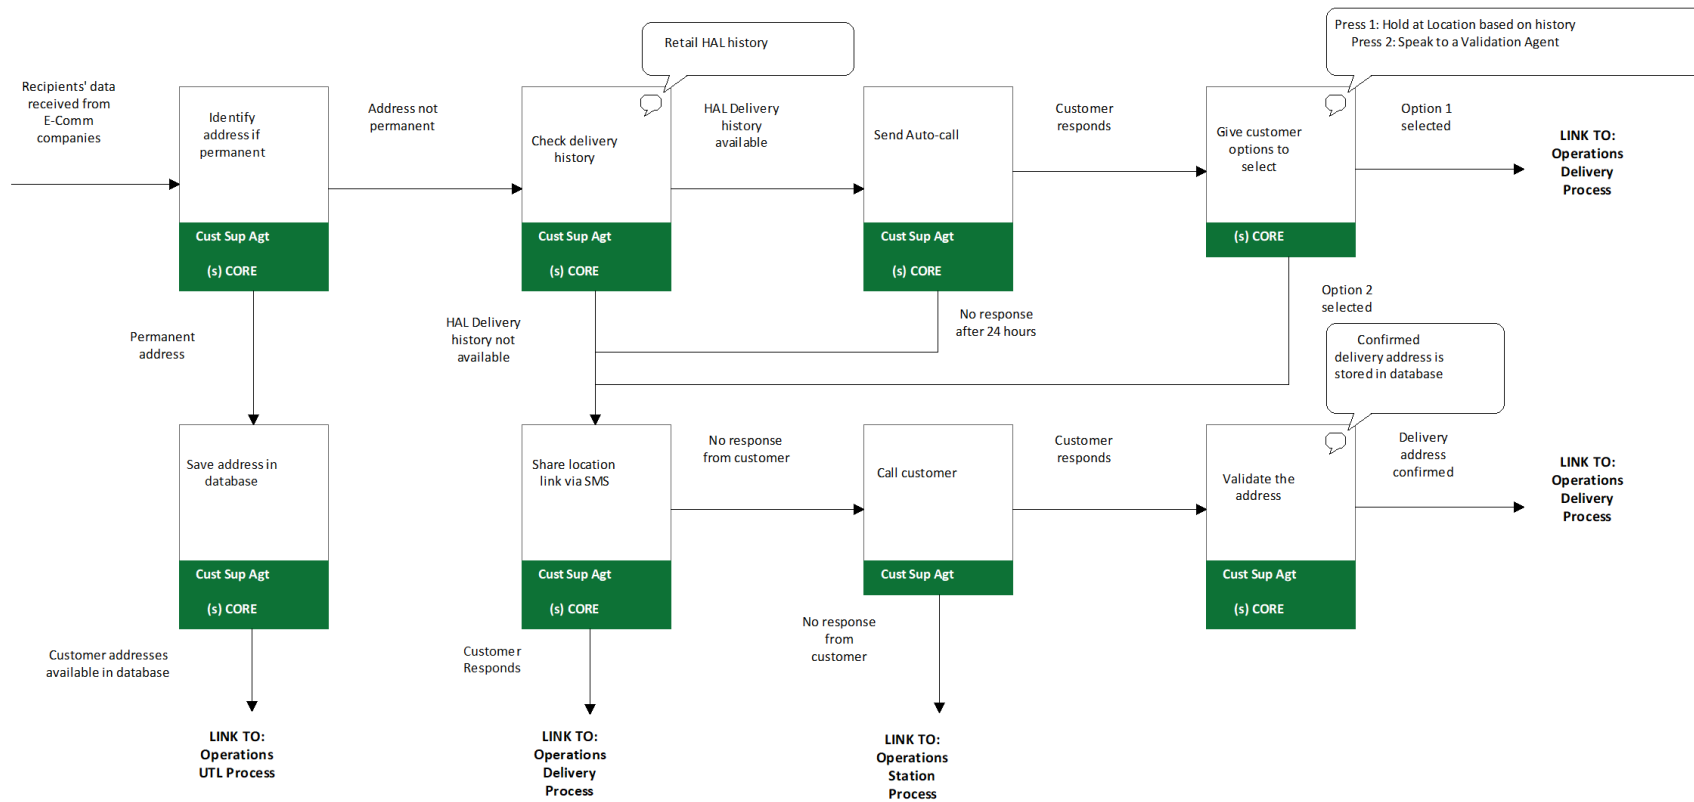 Retail HAL history
Press 1: Hold at Location based on history
Press 2: Speak to a Validation Agent
Recipients' data
received from
E-Comm
companies
Identify
address if
permanent
Cust Sup Agt
(s) CORE
Address not
permanent
Check delivery
history
Cust Sup Agt
(s) CORE
HAL Delivery
history
available
Send Auto-call
Cust Sup Agt
(s) CORE
Customer
responds
Give customer
options to
select
(s) CORE
Option 1
selected
LINK TO:
Operations
Delivery
Process
Permanent
address
HAL Delivery
history not
available
No response
after 24 hours
Option 2
selected
Confirmed
delivery address is
stored in database
Save address in
database
Cust Sup Agt
(s) CORE
Share location
link via SMS
Cust Sup Agt
(s) CORE
No response
from customer
Call customer
Cust Sup Agt
Customer
responds
Validate the
address
Cust Sup Agt
(s) CORE
Delivery
address
confirmed
LINK TO:
Operations
Delivery
Process
Customer addresses
available in database
Customer
Responds
No response
from
customer
LINK TO:
Operations
UTL Process
LINK TO:
Operations
Delivery
Process
LINK TO:
Operations
Station
Process